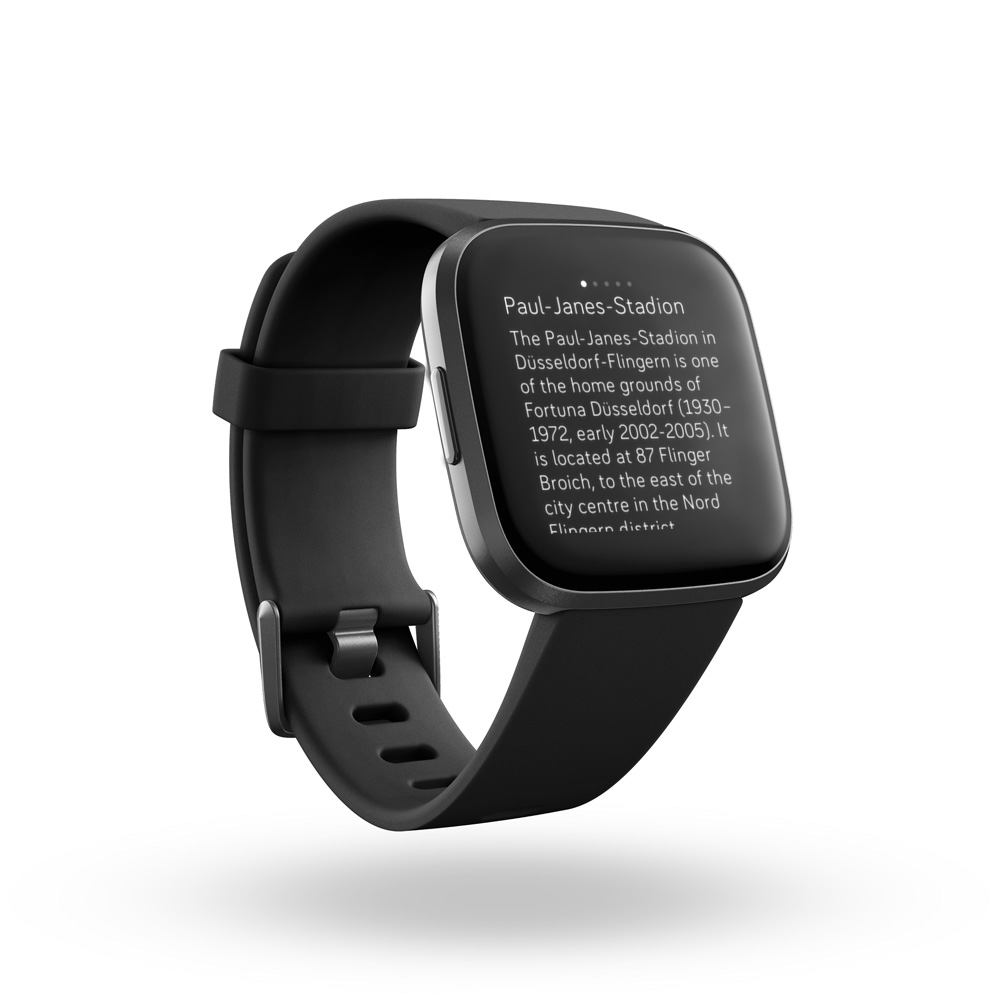 Paul-Janes-Stadion
The Paul-Janes-Stadion in
Düsseldorf-Flingern is one
of the home grounds of
Fortuna Düsseldorf (1930–
1972, early 2002-2005). It
is located at 87 Flinger
Broich, to the east of the
city centre in the Nord
Flingern district